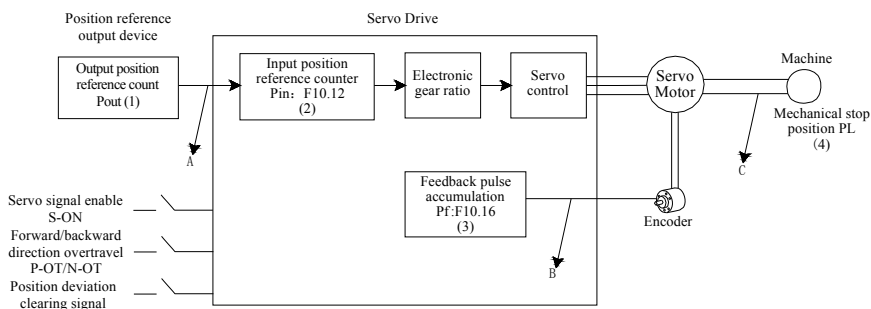 Position reference
output device
Servo Drive
Output position
reference count
Pout (1)
Input position
reference counter
Pin: F10.12
(2)
Electronic
gear ratio
Servo
control
Servo
Motor
Machine
Mechanical stop
position PL
(4)
A
C
Feedback pulse
accumulation
Pf:F10.16
(3)
Encoder
B
Servo signal enable
S-ON
Forward/backward
direction overtravel
P-OT/N-OT
Position deviation
clearing signal